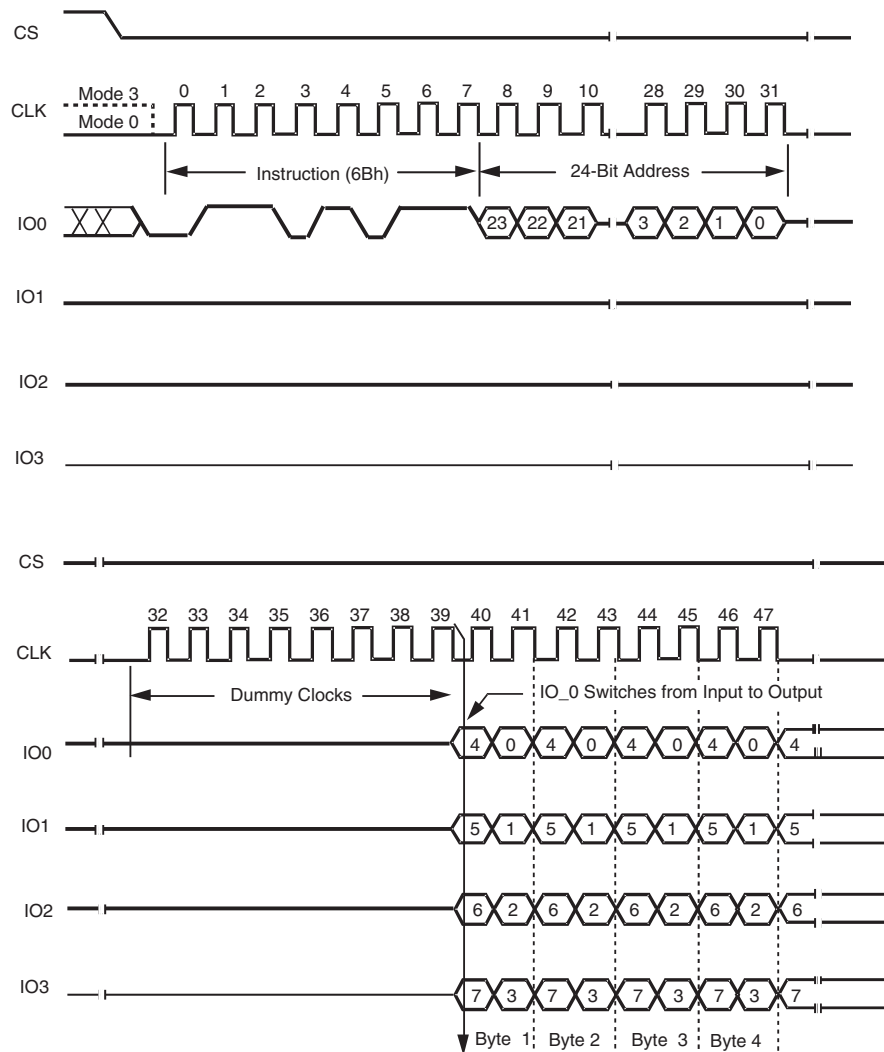 CS
Mode 3
0 1 2 3 4 5 6 7 8 9 10 28 29 30 31
CLK
Mode 0
Instruction (6Bh)
24-Bit Address
IO0
23 22 21 3 2 1 0
IO1
IO2
IO3
CS
32 33 34 35 36 37 38 39 40 41 42 43 44 45 46 47
CLK
Dummy Clocks
IO_0 Switches from Input to Output
IO0
4 0 4 0 4 0 4 0 4
IO1
5 1 5 1 5 1 5 1 5
IO2
6 2 6 2 6 2 6 2 6
IO3
7 3 7 3 7 3 7 3 7
Byte 1 Byte 2 Byte 3 Byte 4